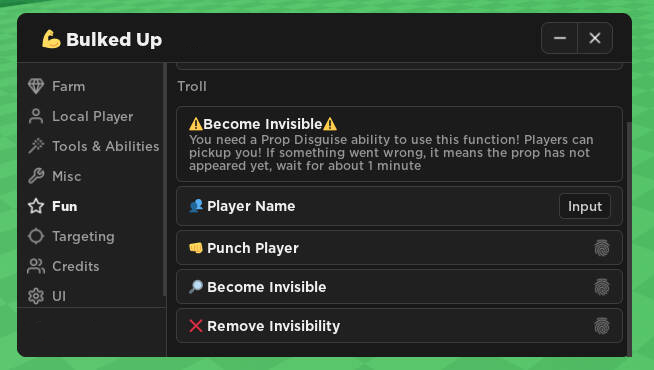 💪 Bulked Up
Farm
Local Player
Tools & Abilities
Misc
Fun
Targeting
Credits
UI
Troll
⚠️Become Invisible⚠️
You need a Prop Disguise ability to use this function! Players can
pickup you! If something went wrong, it means the prop has not
appeared yet, wait for about 1 minute
👥 Player Name
Input
👊 Punch Player
🔎 Become Invisible
❌ Remove Invisibility